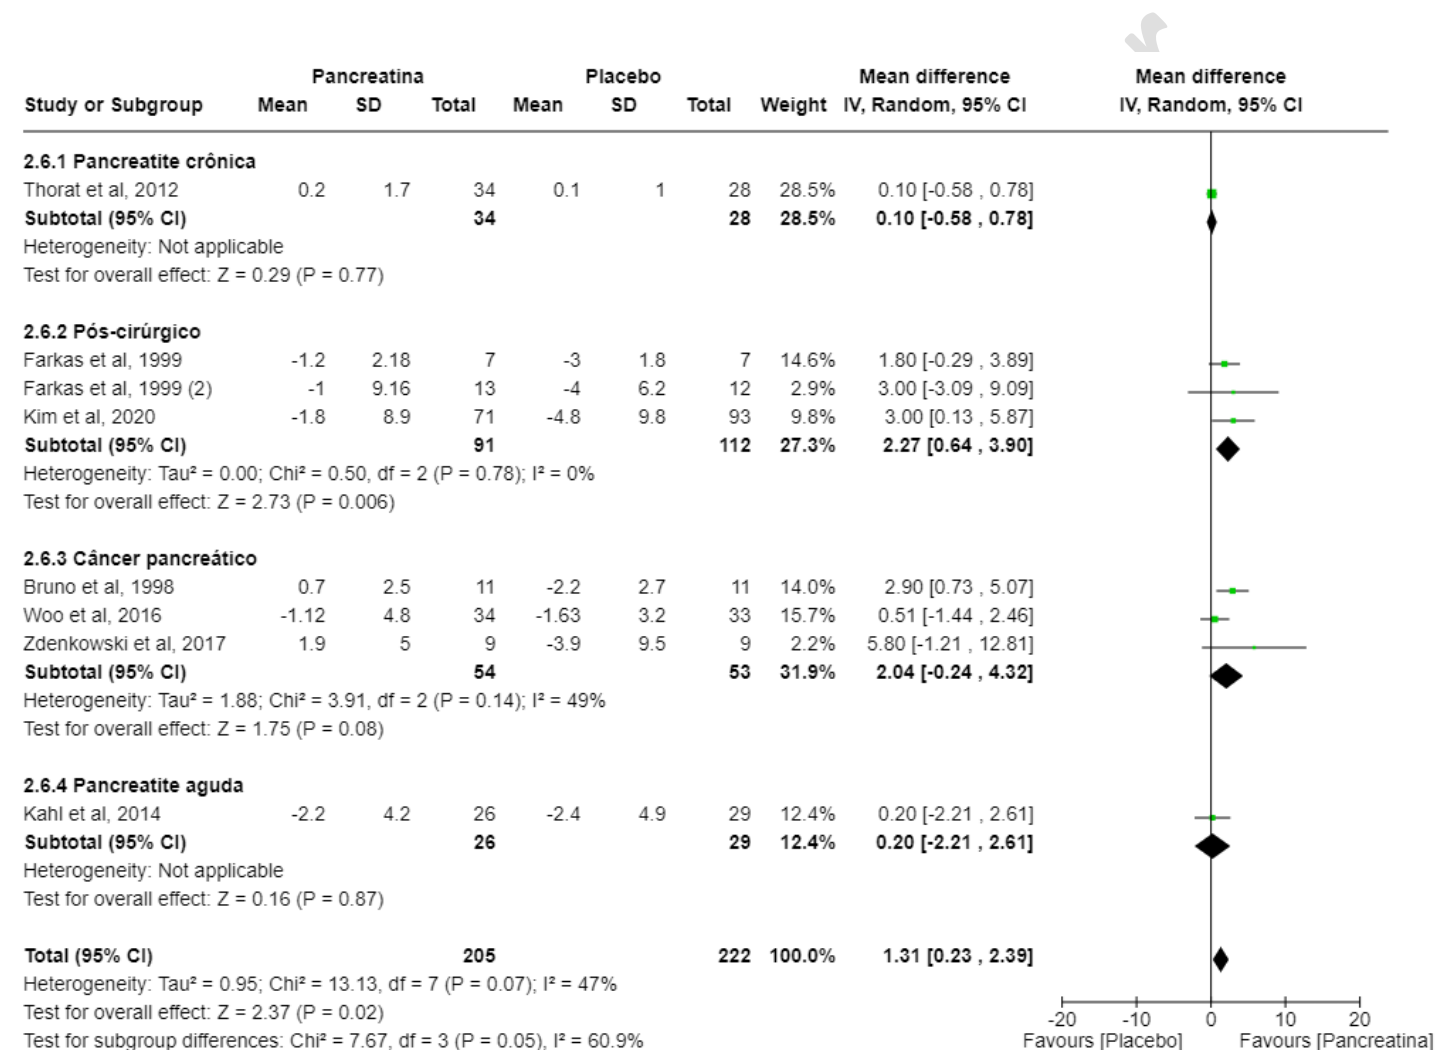 Pancreatina Placebo Mean difference Mean difference
Study or Subgroup Mean SD Total Mean SD Total Weight IV, Random, 95% CI IV, Random, 95% CI
2.6.1 Pancreatite crônica
Thorat et al, 2012 0.2 1.7 34 0.1 1 28 28.5% 0.10 [-0.58 , 0.78]
Subtotal (95% CI) 34 28 28.5% 0.10 [-0.58 , 0.78]
Heterogeneity: Not applicable
Test for overall effect: Z = 0.29 (P = 0.77)
2.6.2 Pós-cirúrgico
Farkas et al, 1999 -1.2 2.18 7 -3 1.8 7 14.6% 1.80 [-0.29 , 3.89]
Farkas et al, 1999 (2) -1 9.16 13 -4 6.2 12 2.9% 3.00 [-3.09 , 9.09]
Kim et al, 2020 -1.8 8.9 71 -4.8 9.8 93 9.8% 3.00 [0.13 , 5.87]
Subtotal (95% CI) 91 112 27.3% 2.27 [0.64 , 3.90]
Heterogeneity: Tau² = 0.00; Chi² = 0.50, df = 2 (P = 0.78); I² = 0%
Test for overall effect: Z = 2.73 (P = 0.006)
2.6.3 Câncer pancreático
Bruno et al, 1998 0.7 2.5 11 -2.2 2.7 11 14.0% 2.90 [0.73 , 5.07]
Woo et al, 2016 -1.12 4.8 34 -1.63 3.2 33 15.7% 0.51 [-1.44 , 2.46]
Zdenkowski et al, 2017 1.9 5 9 -3.9 9.5 9 2.2% 5.80 [-1.21 , 12.81]
Subtotal (95% CI) 54 53 31.9% 2.04 [-0.24 , 4.32]
Heterogeneity: Tau² = 1.88; Chi² = 3.91, df = 2 (P = 0.14); I² = 49%
Test for overall effect: Z = 1.75 (P = 0.08)
2.6.4 Pancreatite aguda
Kahl et al, 2014 -2.2 4.2 26 -2.4 4.9 29 12.4% 0.20 [-2.21 , 2.61]
Subtotal (95% CI) 26 29 12.4% 0.20 [-2.21 , 2.61]
Heterogeneity: Not applicable
Test for overall effect: Z = 0.16 (P = 0.87)
Total (95% CI) 205 222 100.0% 1.31 [0.23 , 2.39]
Heterogeneity: Tau² = 0.95; Chi² = 13.13, df = 7 (P = 0.07); I² = 47%
Test for overall effect: Z = 2.37 (P = 0.02)
Test for subgroup differences: Chi² = 7.67, df = 3 (P = 0.05), I² = 60.9%
-20 -10 0 10 20
Favours [Placebo] Favours [Pancreatina]